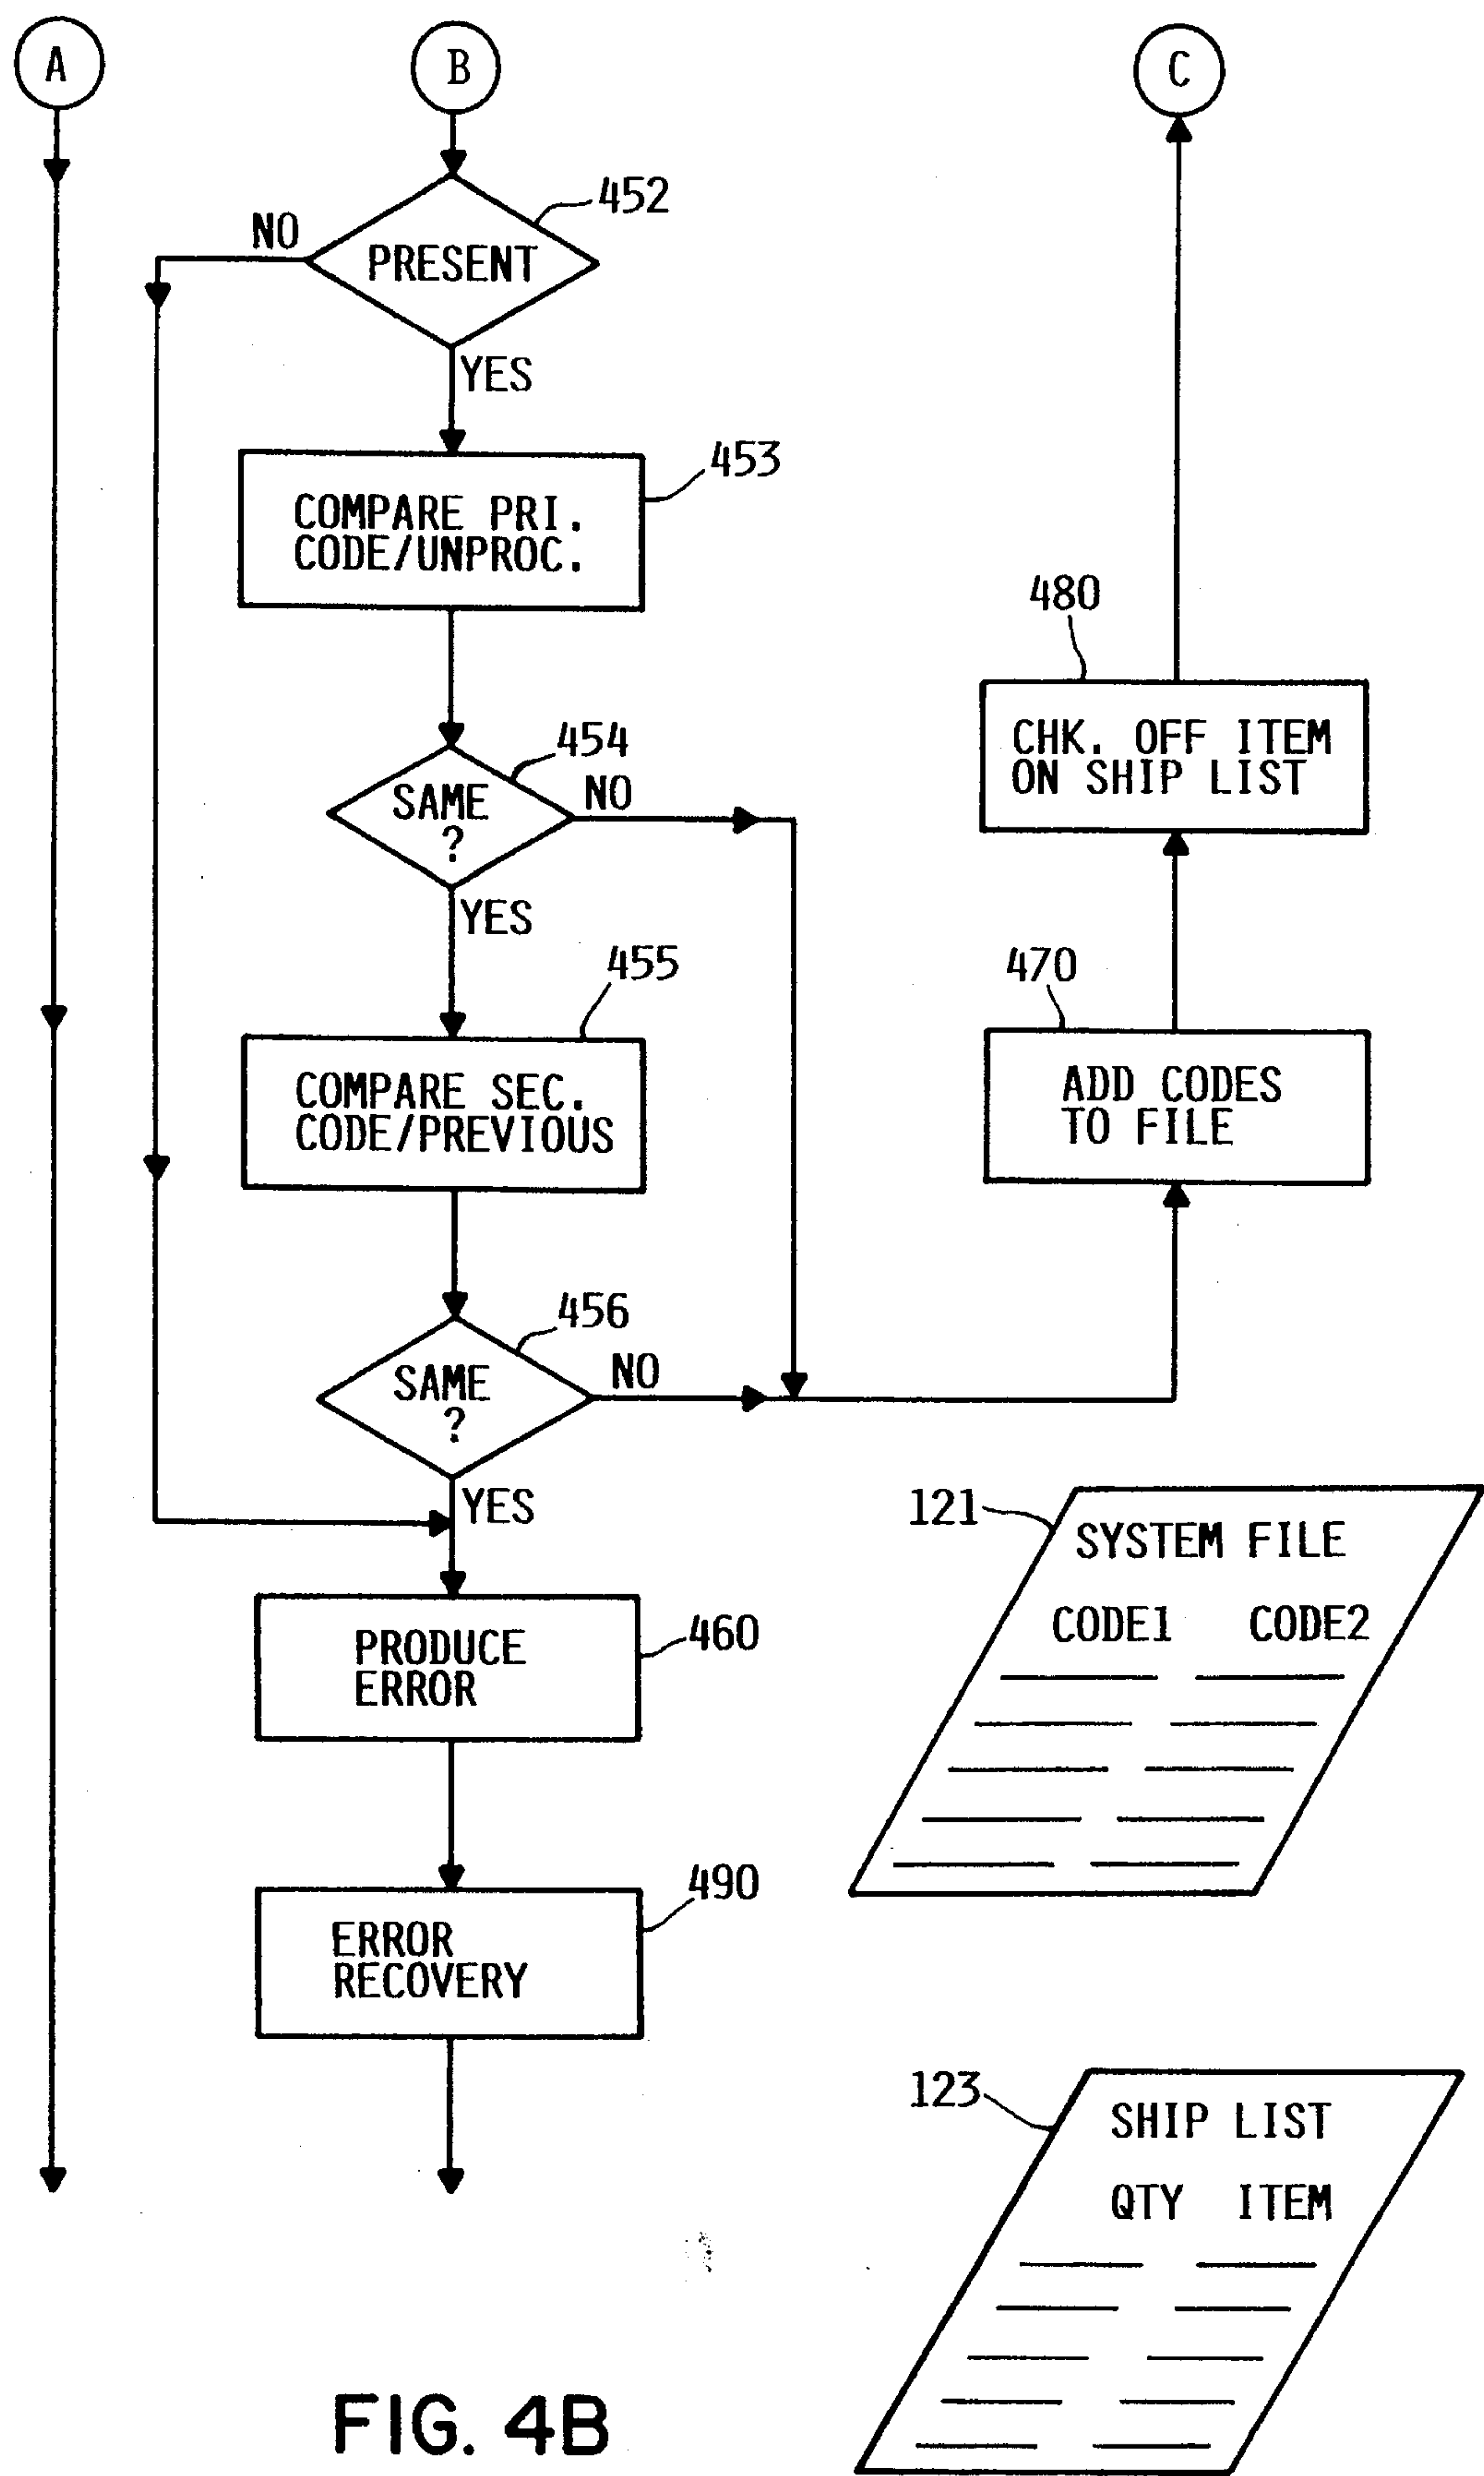 A
B
C
452
NO
PRESENT
YES
453
COMPARE PRI.
CODE/UNPROC.
480
CHK. OFF ITEM
ON SHIP LIST
454
SAME
?
NO
YES
455
470
COMPARE SEC.
CODE/PREVIOUS
ADD CODES
TO FILE
456
SAME
?
NO
YES
121
SYSTEM FILE
CODE1 CODE2
PRODUCE
ERROR
460
490
ERROR
RECOVERY
123
SHIP LIST
QTY ITEM
FIG. 4B